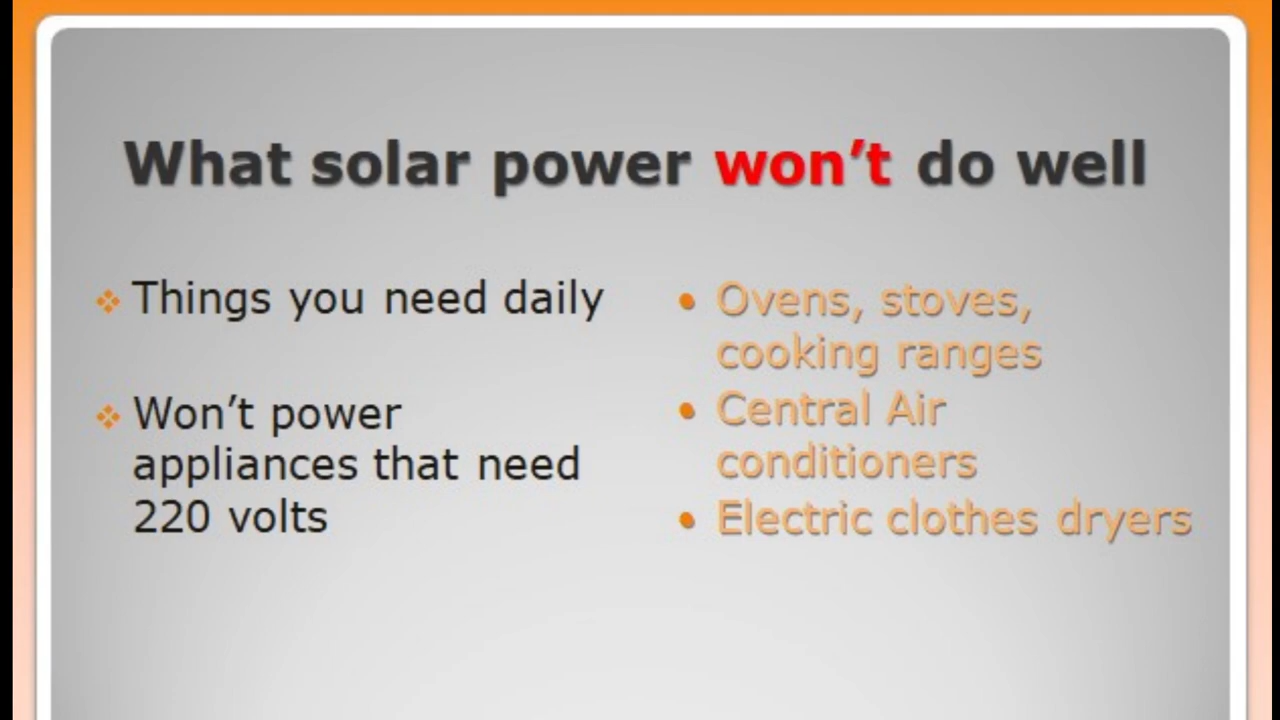 What solar power won’t do well
Things you need daily
Won’t power
appliances that need
220 volts
Ovens, stoves,
cooking ranges
Central Air
conditioners
Electric clothes dryers